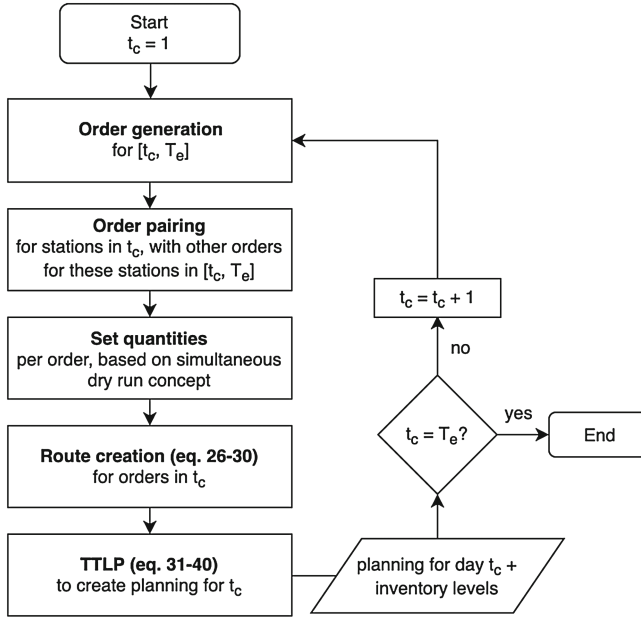 Start
t_c = 1
Order generation
for [t_c, T_e]
Order pairing
for stations in t_c, with other orders
for these stations in [t_c, T_e]
Set quantities
per order, based on simultaneous
dry run concept
Route creation (eq. 26-30)
for orders in t_c
TTLP (eq. 31-40)
to create planning for t_c
planning for day t_c +
inventory levels
t_c = T_e?
yes
End
no
t_c = t_c + 1